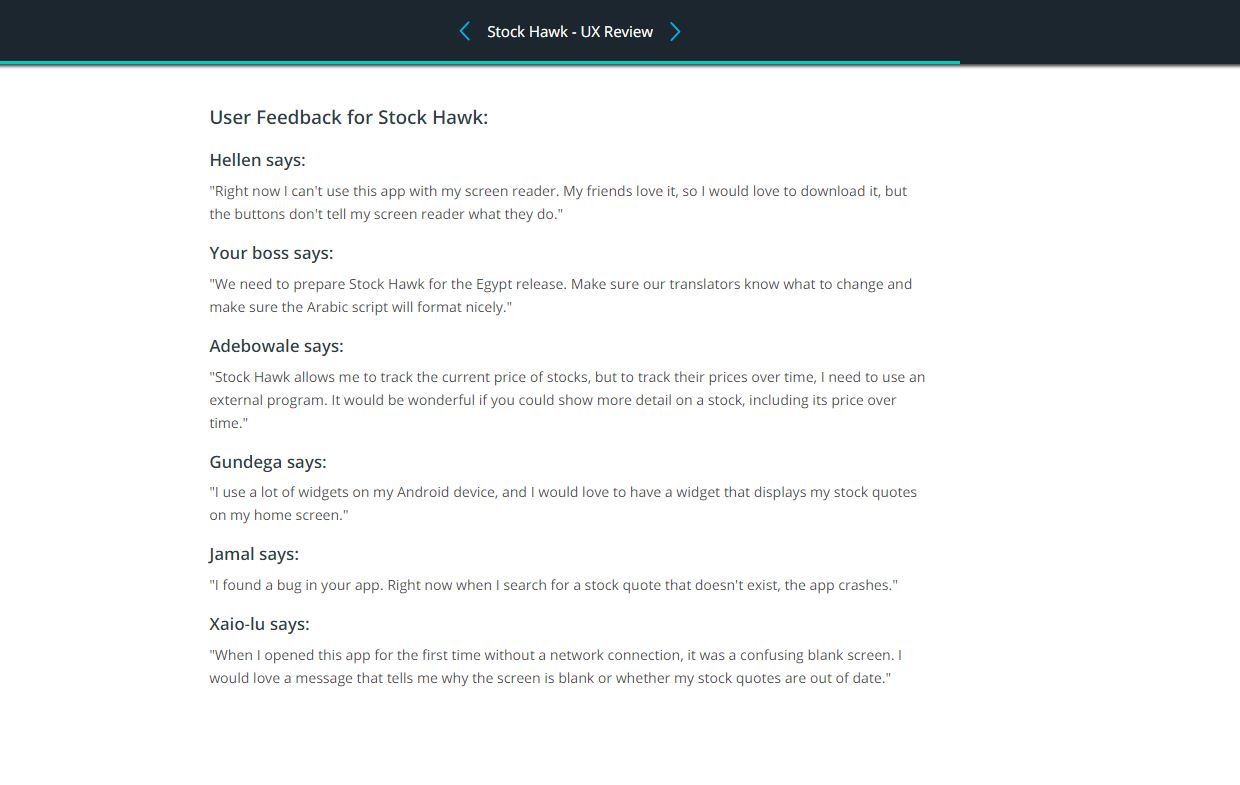 Stock Hawk - UX Review
User Feedback for Stock Hawk:
Hellen says:
"Right now I can't use this app with my screen reader. My friends love it, so I would love to download it, but
the buttons don't tell my screen reader what they do."
Your boss says:
"We need to prepare Stock Hawk for the Egypt release. Make sure our translators know what to change and
make sure the Arabic script will format nicely."
Adebowale says:
"Stock Hawk allows me to track the current price of stocks, but to track their prices over time, I need to use an
external program. It would be wonderful if you could show more detail on a stock, including its price over
time."
Gundega says:
"I use a lot of widgets on my Android device, and I would love to have a widget that displays my stock quotes
on my home screen."
Jamal says:
"I found a bug in your app. Right now when I search for a stock quote that doesn't exist, the app crashes."
Xaio-lu says:
"When I opened this app for the first time without a network connection, it was a confusing blank screen. I
would love a message that tells me why the screen is blank or whether my stock quotes are out of date."